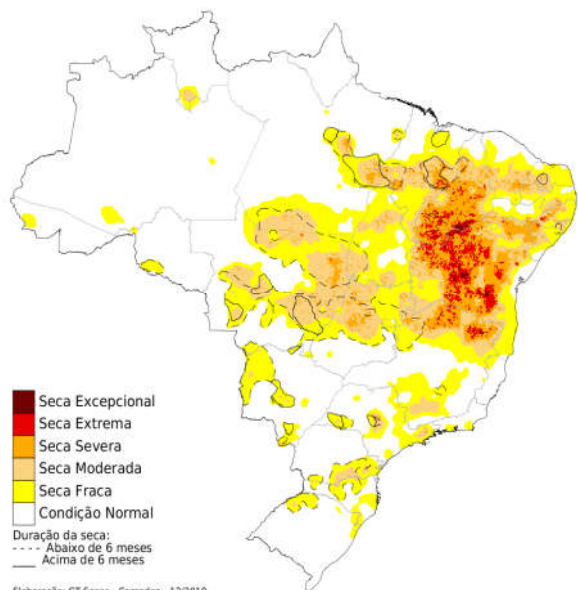 Seca Excepcional
Seca Extrema
Seca Severa
Seca Moderada
Seca Fraca
Condição Normal
Duração da seca:
Abaixo de 6 meses
Acima de 6 meses